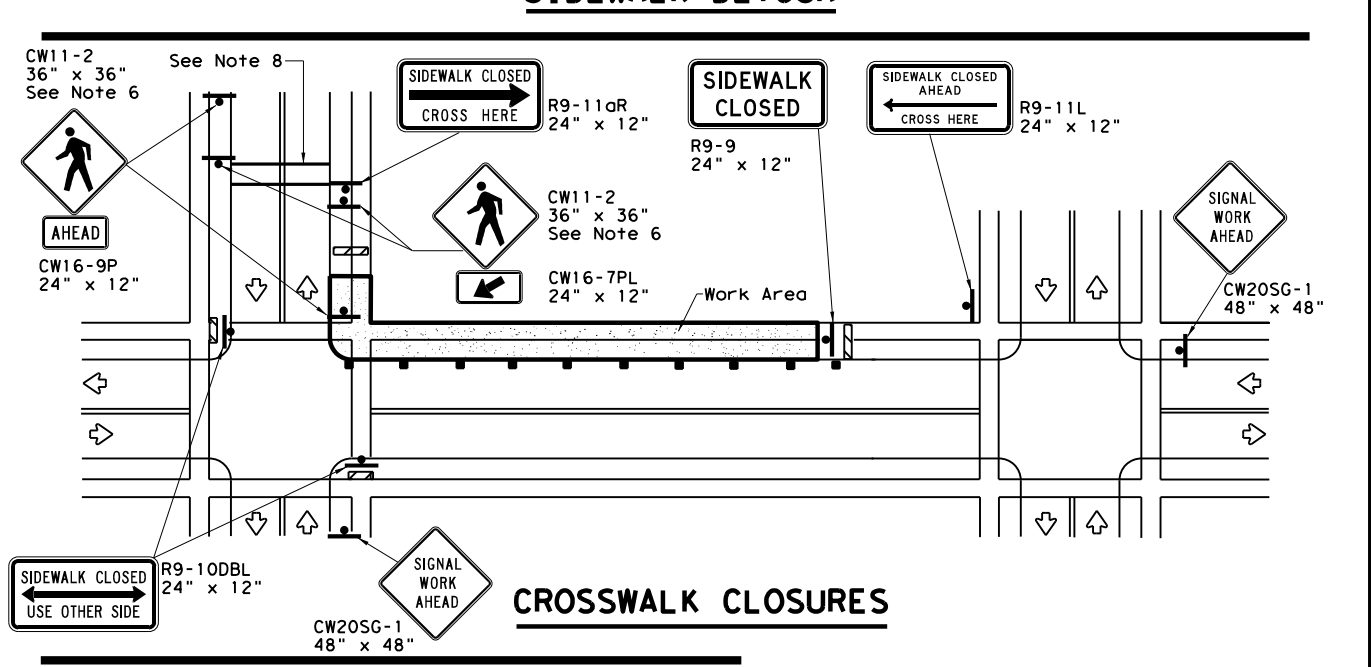 CW11-2
36" x 36"
See Note 6
See Note 8
SIDEWALK CLOSED
CROSS HERE
R9-11aR
24" x 12"
SIDEWALK
CLOSED
R9-9
24" x 12"
SIDEWALK CLOSED
AHEAD
CROSS HERE
R9-11L
24" x 12"
AHEAD
CW16-9P
24" x 12"
CW11-2
36" x 36"
See Note 6
CW16-7PL
24" x 12"
Work Area
SIGNAL
WORK
AHEAD
CW20SG-1
48" x 48"
SIDEWALK CLOSED
USE OTHER SIDE
R9-10DBL
24" x 12"
SIGNAL
WORK
AHEAD
CW20SG-1
48" x 48"
CROSSWALK CLOSURES